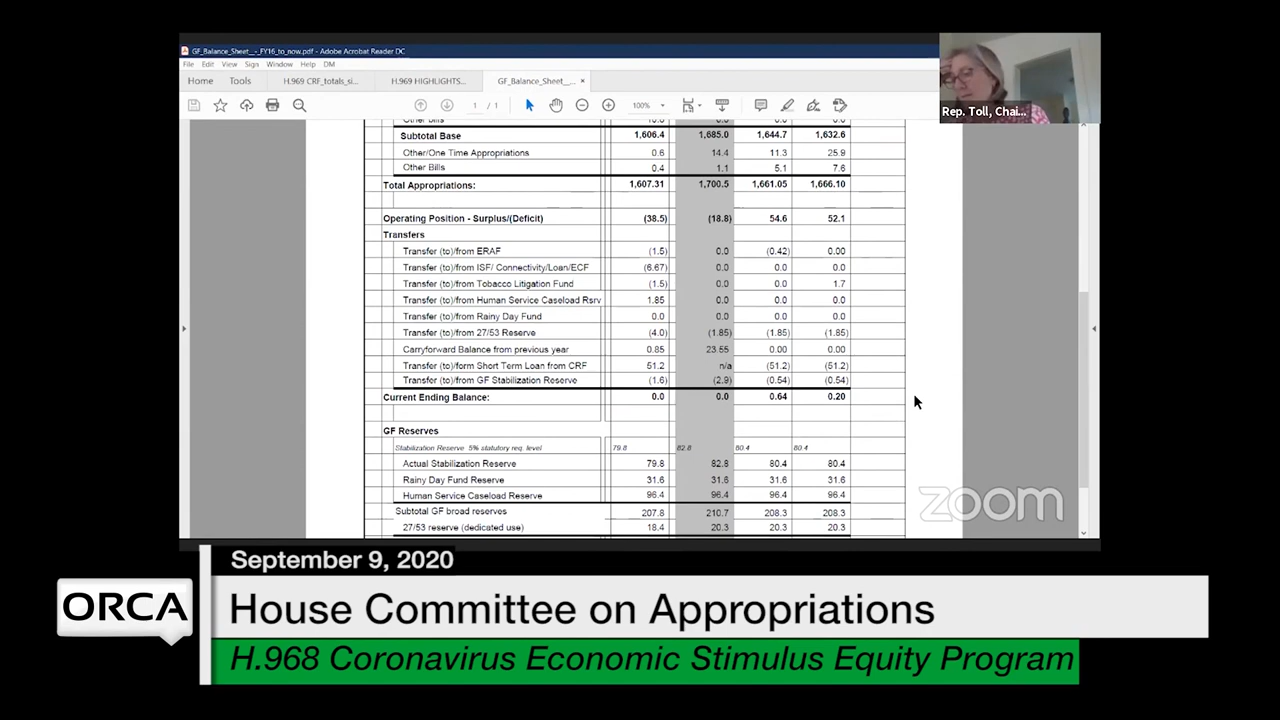 GF_Balance_Sheet_-_FY16_to_now.pdf - Adobe Acrobat Reader DC
File Edit View Sign Window Help DM
Home Tools H.969 CRF_totals_si... H.969 HIGHLIGHTS... GF_Balance_Sheet_... ×
1 / 1 100%
Rep. Toll, Chai...
Other Bills
Subtotal Base 1,606.4 1,685.0 1,644.7 1,632.6
Other/One Time Appropriations 0.6 14.4 11.3 25.9
Other Bills 0.4 1.1 5.1 7.6
Total Appropriations: 1,607.31 1,700.5 1,661.05 1,666.10
Operating Position - Surplus/(Deficit) (38.5) (18.8) 54.6 52.1
Transfers
Transfer (to)/from ERAF (1.5) 0.0 (0.42) 0.00
Transfer (to)/from ISF/ Connectivity/Loan/ECF (6.67) 0.0 0.0 0.0
Transfer (to)/from Tobacco Litigation Fund (1.5) 0.0 0.0 1.7
Transfer (to)/from Human Service Caseload Rsrv 1.85 0.0 0.0 0.0
Transfer (to)/from Rainy Day Fund 0.0 0.0 0.0 0.0
Transfer (to)/from 27/53 Reserve (4.0) (1.85) (1.85) (1.85)
Carryforward Balance from previous year 0.85 23.55 0.00 0.00
Transfer (to)/form Short Term Loan from CRF 51.2 n/a (51.2) (51.2)
Transfer (to)/from GF Stabilization Reserve (1.6) (2.9) (0.54) (0.54)
Current Ending Balance: 0.0 0.0 0.64 0.20
GF Reserves
Stabilization Reserve 5% statutory req. level 79.8 82.8 80.4 80.4
Actual Stabilization Reserve 79.8 82.8 80.4 80.4
Rainy Day Fund Reserve 31.6 31.6 31.6 31.6
Human Service Caseload Reserve 96.4 96.4 96.4 96.4
Subtotal GF broad reserves 207.8 210.7 208.3 208.3
27/53 reserve (dedicated use) 18.4 20.3 20.3 20.3
zoom
September 9, 2020
ORCA
House Committee on Appropriations
H.968 Coronavirus Economic Stimulus Equity Program